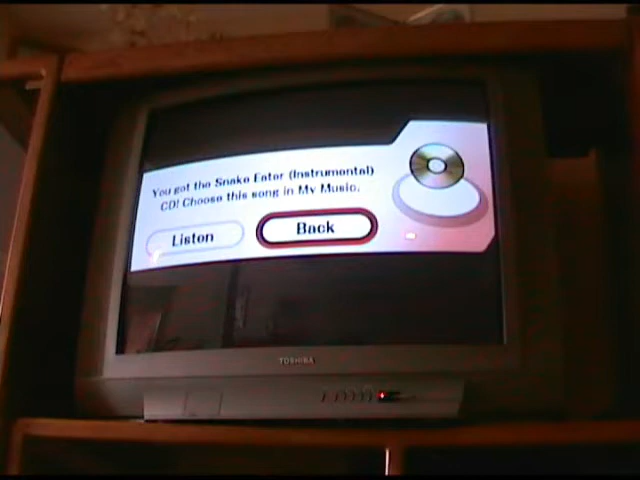 You got the Snake Eater (Instrumental)
CD! Choose this song in My Music.
Listen
Back
TOSHIBA